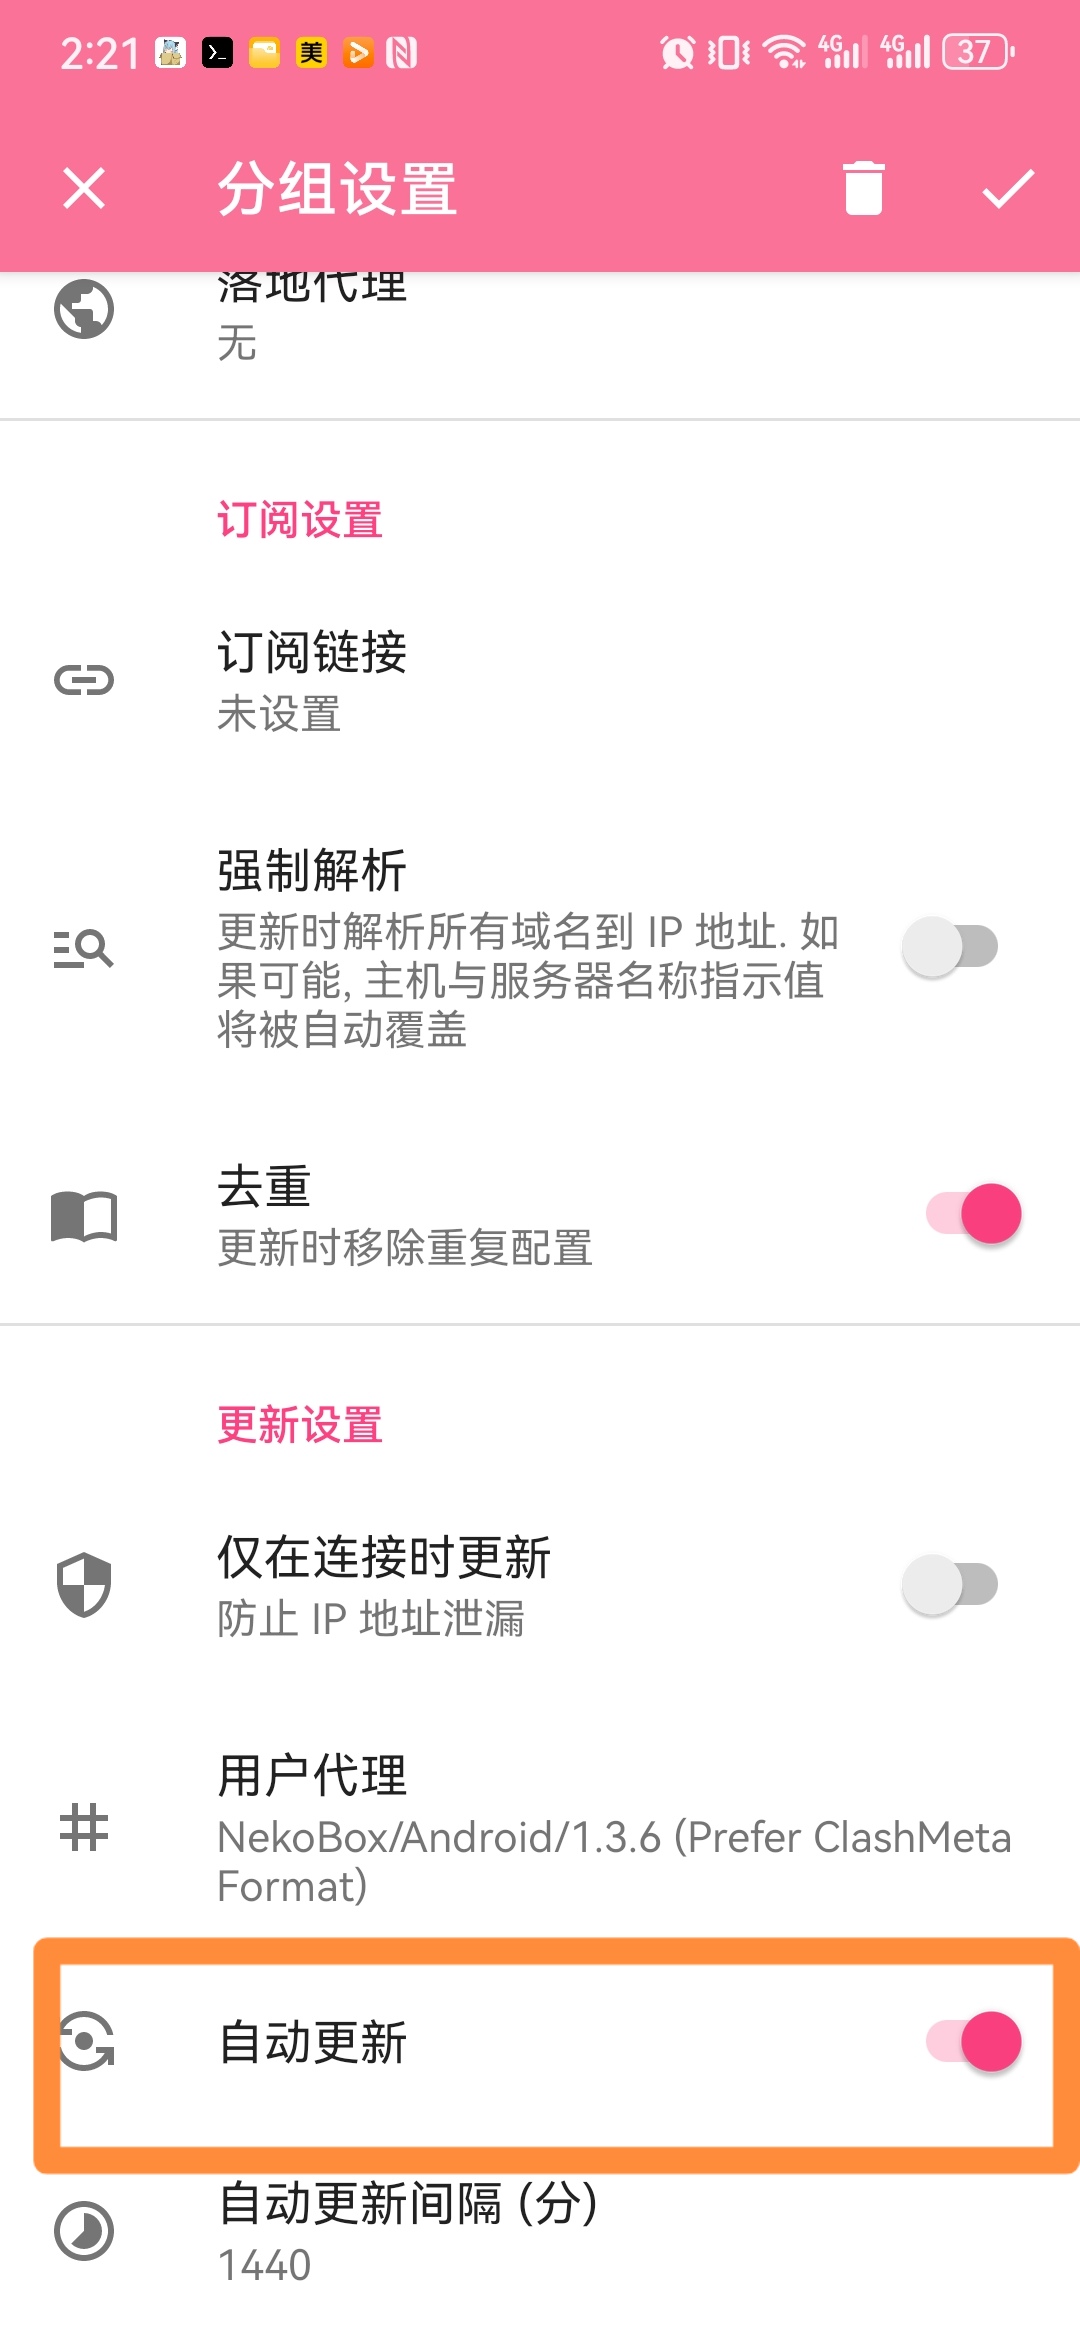 2:21
美
4G
4G
37
分组设置
落地代理
无
订阅设置
订阅链接
未设置
强制解析
更新时解析所有域名到 IP 地址. 如
果可能, 主机与服务器名称指示值
将被自动覆盖
去重
更新时移除重复配置
更新设置
仅在连接时更新
防止 IP 地址泄漏
用户代理
NekoBox/Android/1.3.6 (Prefer ClashMeta
Format)
自动更新
自动更新间隔 (分)
1440